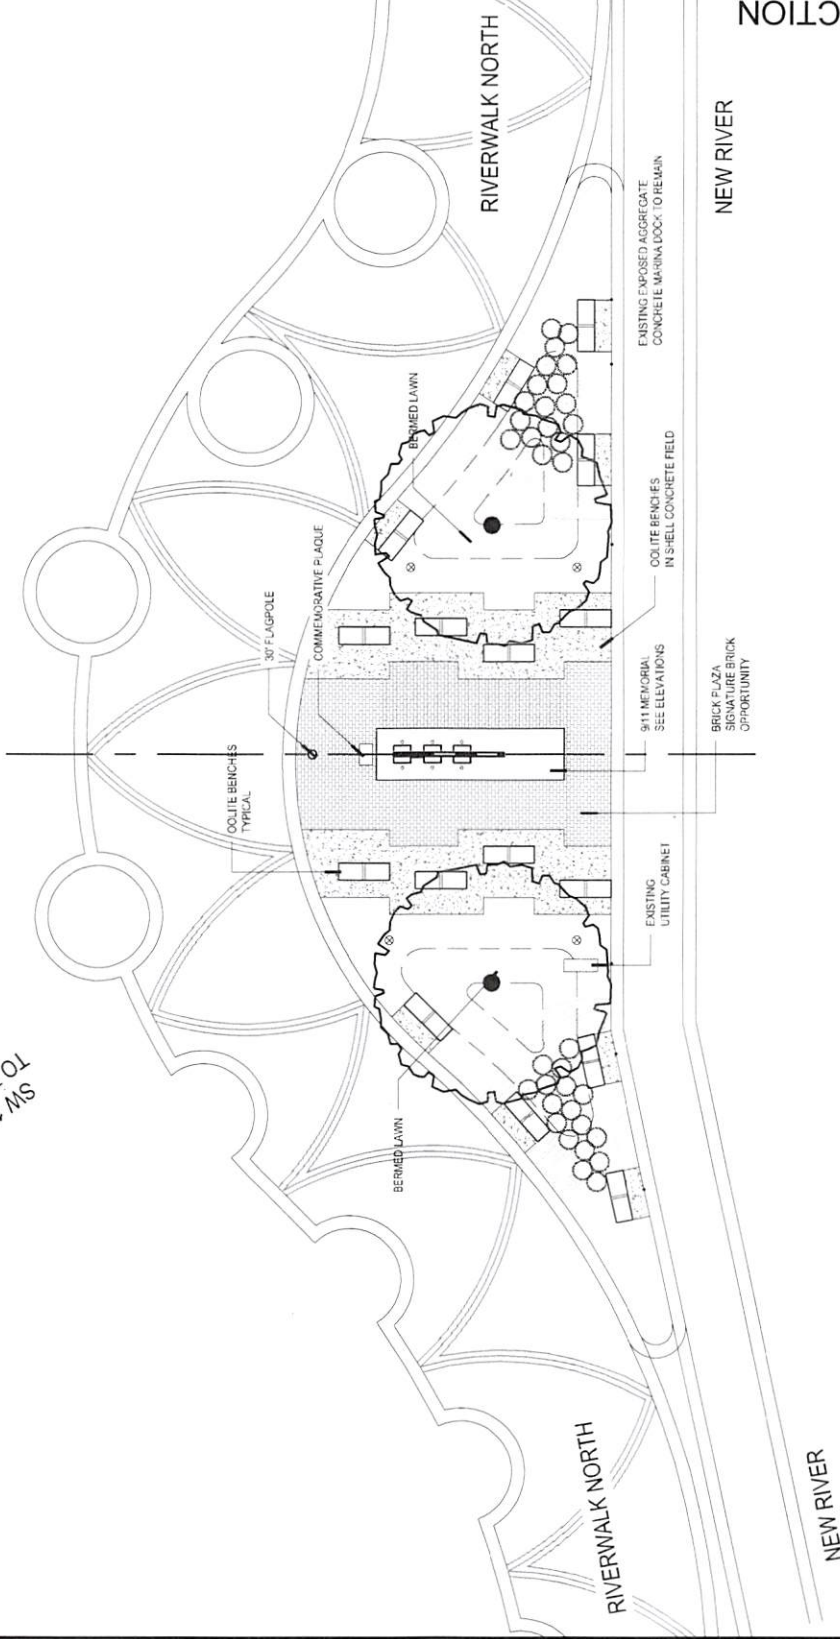 SW
TO
CTION
RIVERWALK NORTH
NEW RIVER
EXISTING EXPOSED AGGREGATE
CONCRETE MARINA DOCK TO REMAIN
BERMED LAWN
OOLITE BENCHES
IN SHELL CONCRETE FIELD
30' FLAGPOLE
COMMEMORATIVE PLAQUE
9/11 MEMORIAL
SEE ELEVATIONS
BRICK PLAZA
SIGNATURE BRICK
OPPORTUNITY
OOLITE BENCHES
TYPICAL
EXISTING
UTILITY CABINET
BERMED LAWN
RIVERWALK NORTH
NEW RIVER